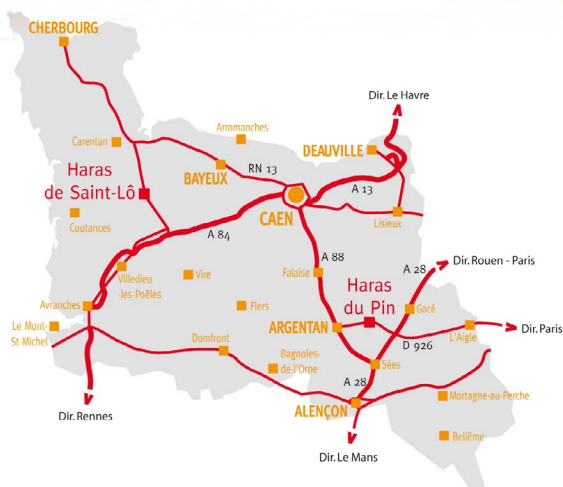 CHERBOURG
Dir. Le Havre
Arromanches
Carentan
DEAUVILLE
RN 13
BAYEUX
Haras
de Saint-Lô
A 13
CAEN
Lisieux
Coutances
A 84
A 88
A 28
Dir. Rouen - Paris
Villedieu
-les-Poêles
Vire
Falaise
Haras
du Pin
Avranches
Flers
Gacé
Le Mont-
St-Michel
ARGENTAN
L'Aigle
Dir. Paris
Domfront
D 926
Bagnoles-
de-l'Orne
Sées
A 28
ALENÇON
Mortagne-au-Perche
Dir. Rennes
Bellême
Dir. Le Mans